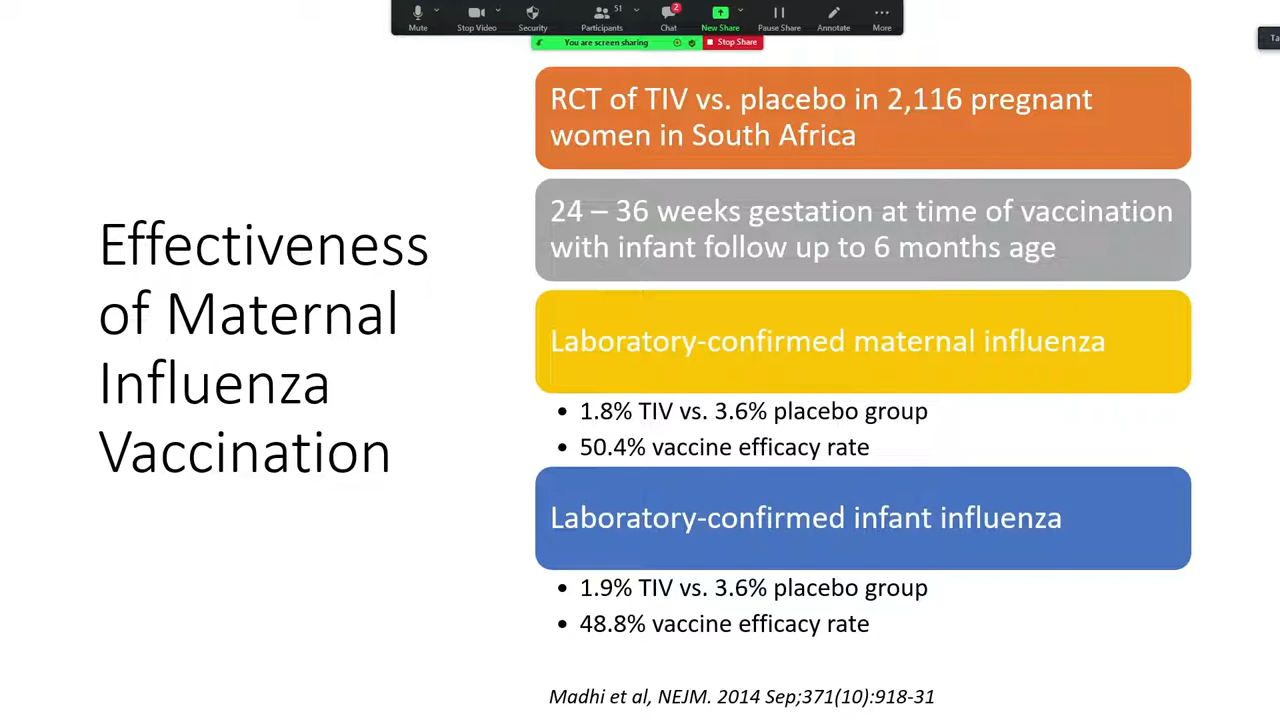 51
2
Mute
Stop Video
Security
Participants
Chat
New Share
Pause Share
Annotate
More
You are screen sharing
Stop Share
Ta
Effectiveness
of Maternal
Influenza
Vaccination
RCT of TIV vs. placebo in 2,116 pregnant
women in South Africa
24 – 36 weeks gestation at time of vaccination
with infant follow up to 6 months age
Laboratory-confirmed maternal influenza
• 1.8% TIV vs. 3.6% placebo group
• 50.4% vaccine efficacy rate
Laboratory-confirmed infant influenza
• 1.9% TIV vs. 3.6% placebo group
• 48.8% vaccine efficacy rate
Madhi et al, NEJM. 2014 Sep;371(10):918-31